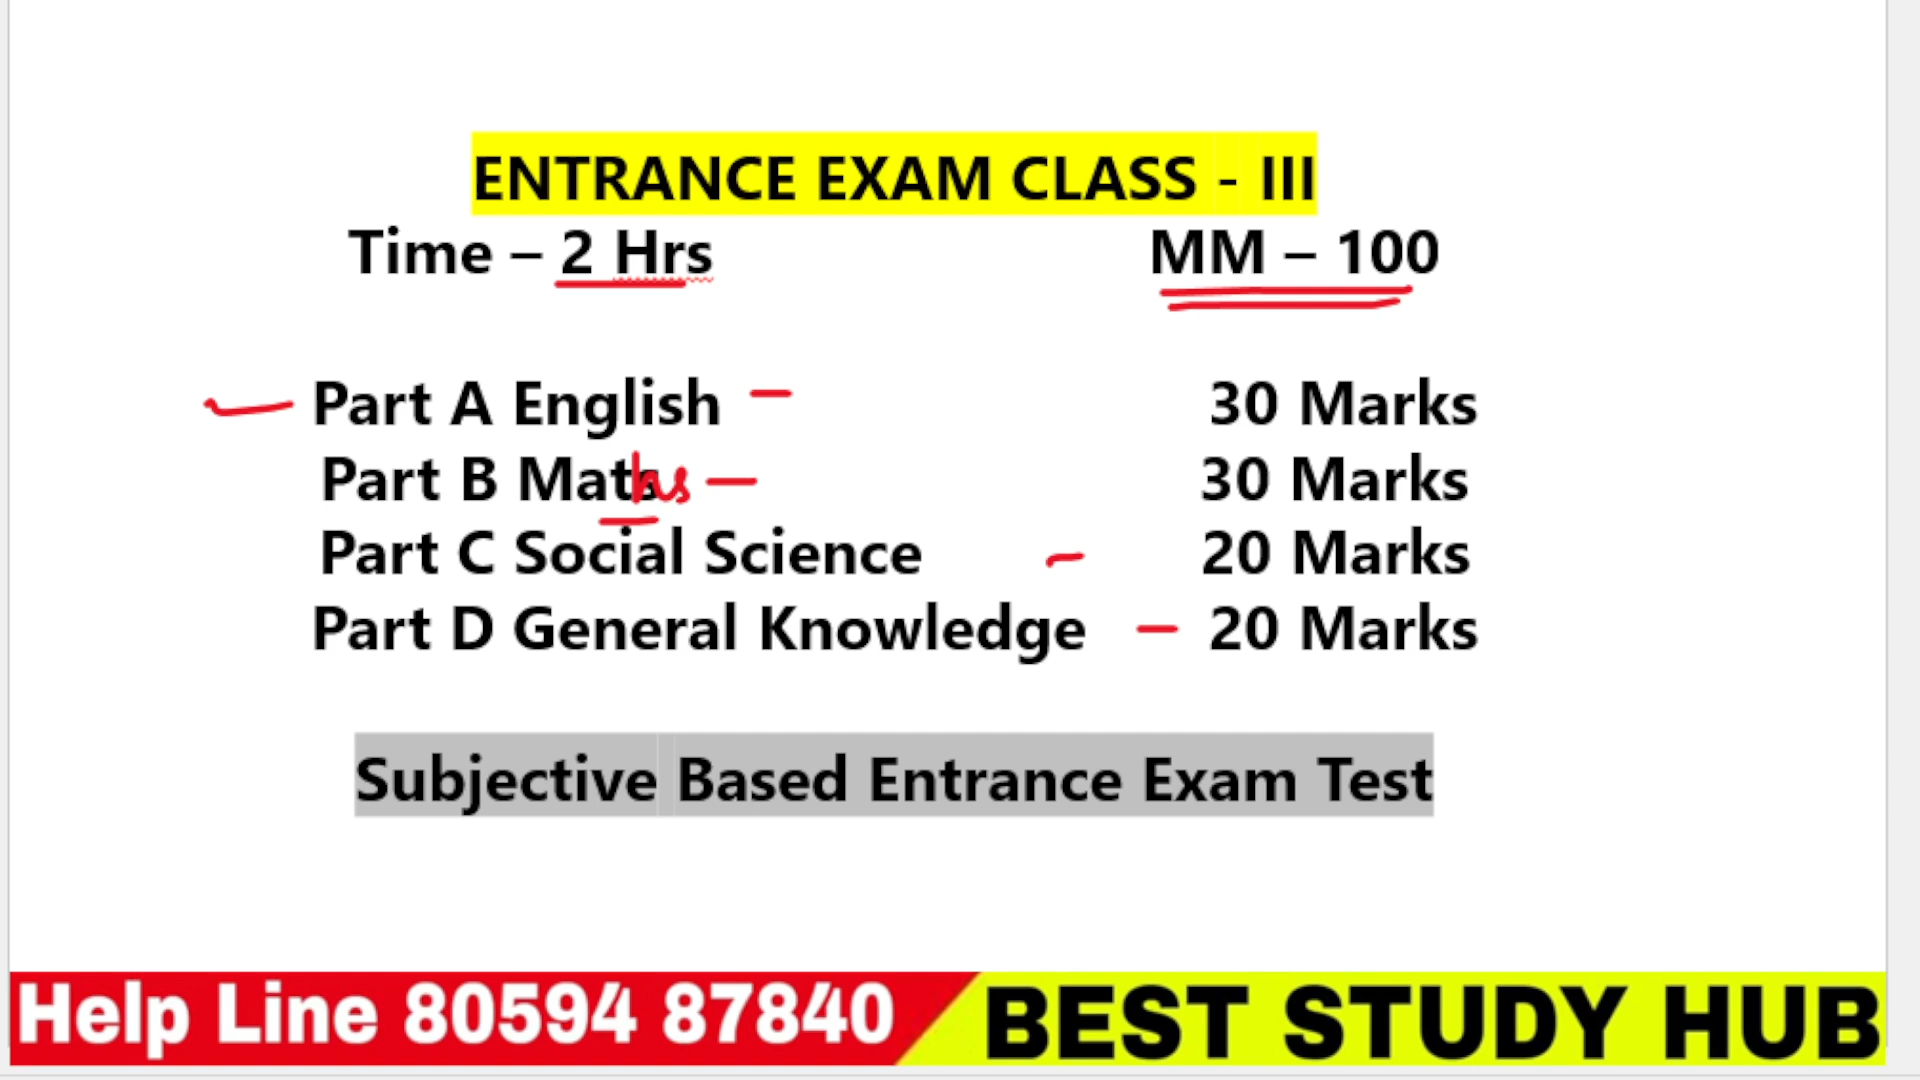 ENTRANCE EXAM CLASS - III
Time – 2 Hrs MM – 100
Part A English – 30 Marks
Part B Maths – 30 Marks
Part C Social Science – 20 Marks
Part D General Knowledge – 20 Marks
Subjective Based Entrance Exam Test
Help Line 80594 87840 BEST STUDY HUB